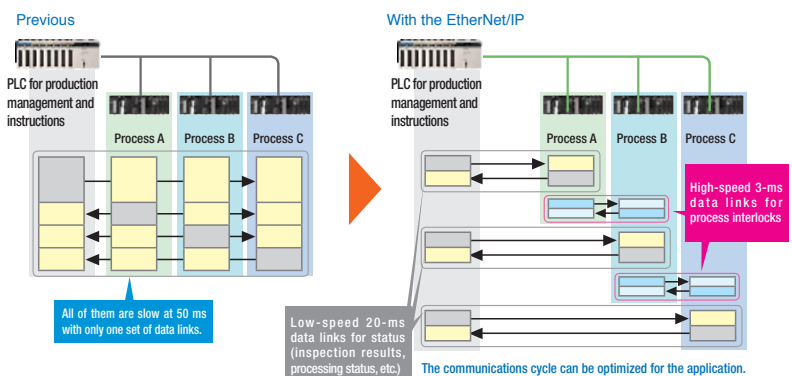 Previous
PLC for production
management and
instructions
Process A
Process B
Process C
All of them are slow at 50 ms
with only one set of data links.
With the EtherNet/IP
PLC for production
management and
instructions
Process A
Process B
Process C
High-speed 3-ms
data links for
process interlocks
Low-speed 20-ms
data links for status
(inspection results,
processing status, etc.)
The communications cycle can be optimized for the application.